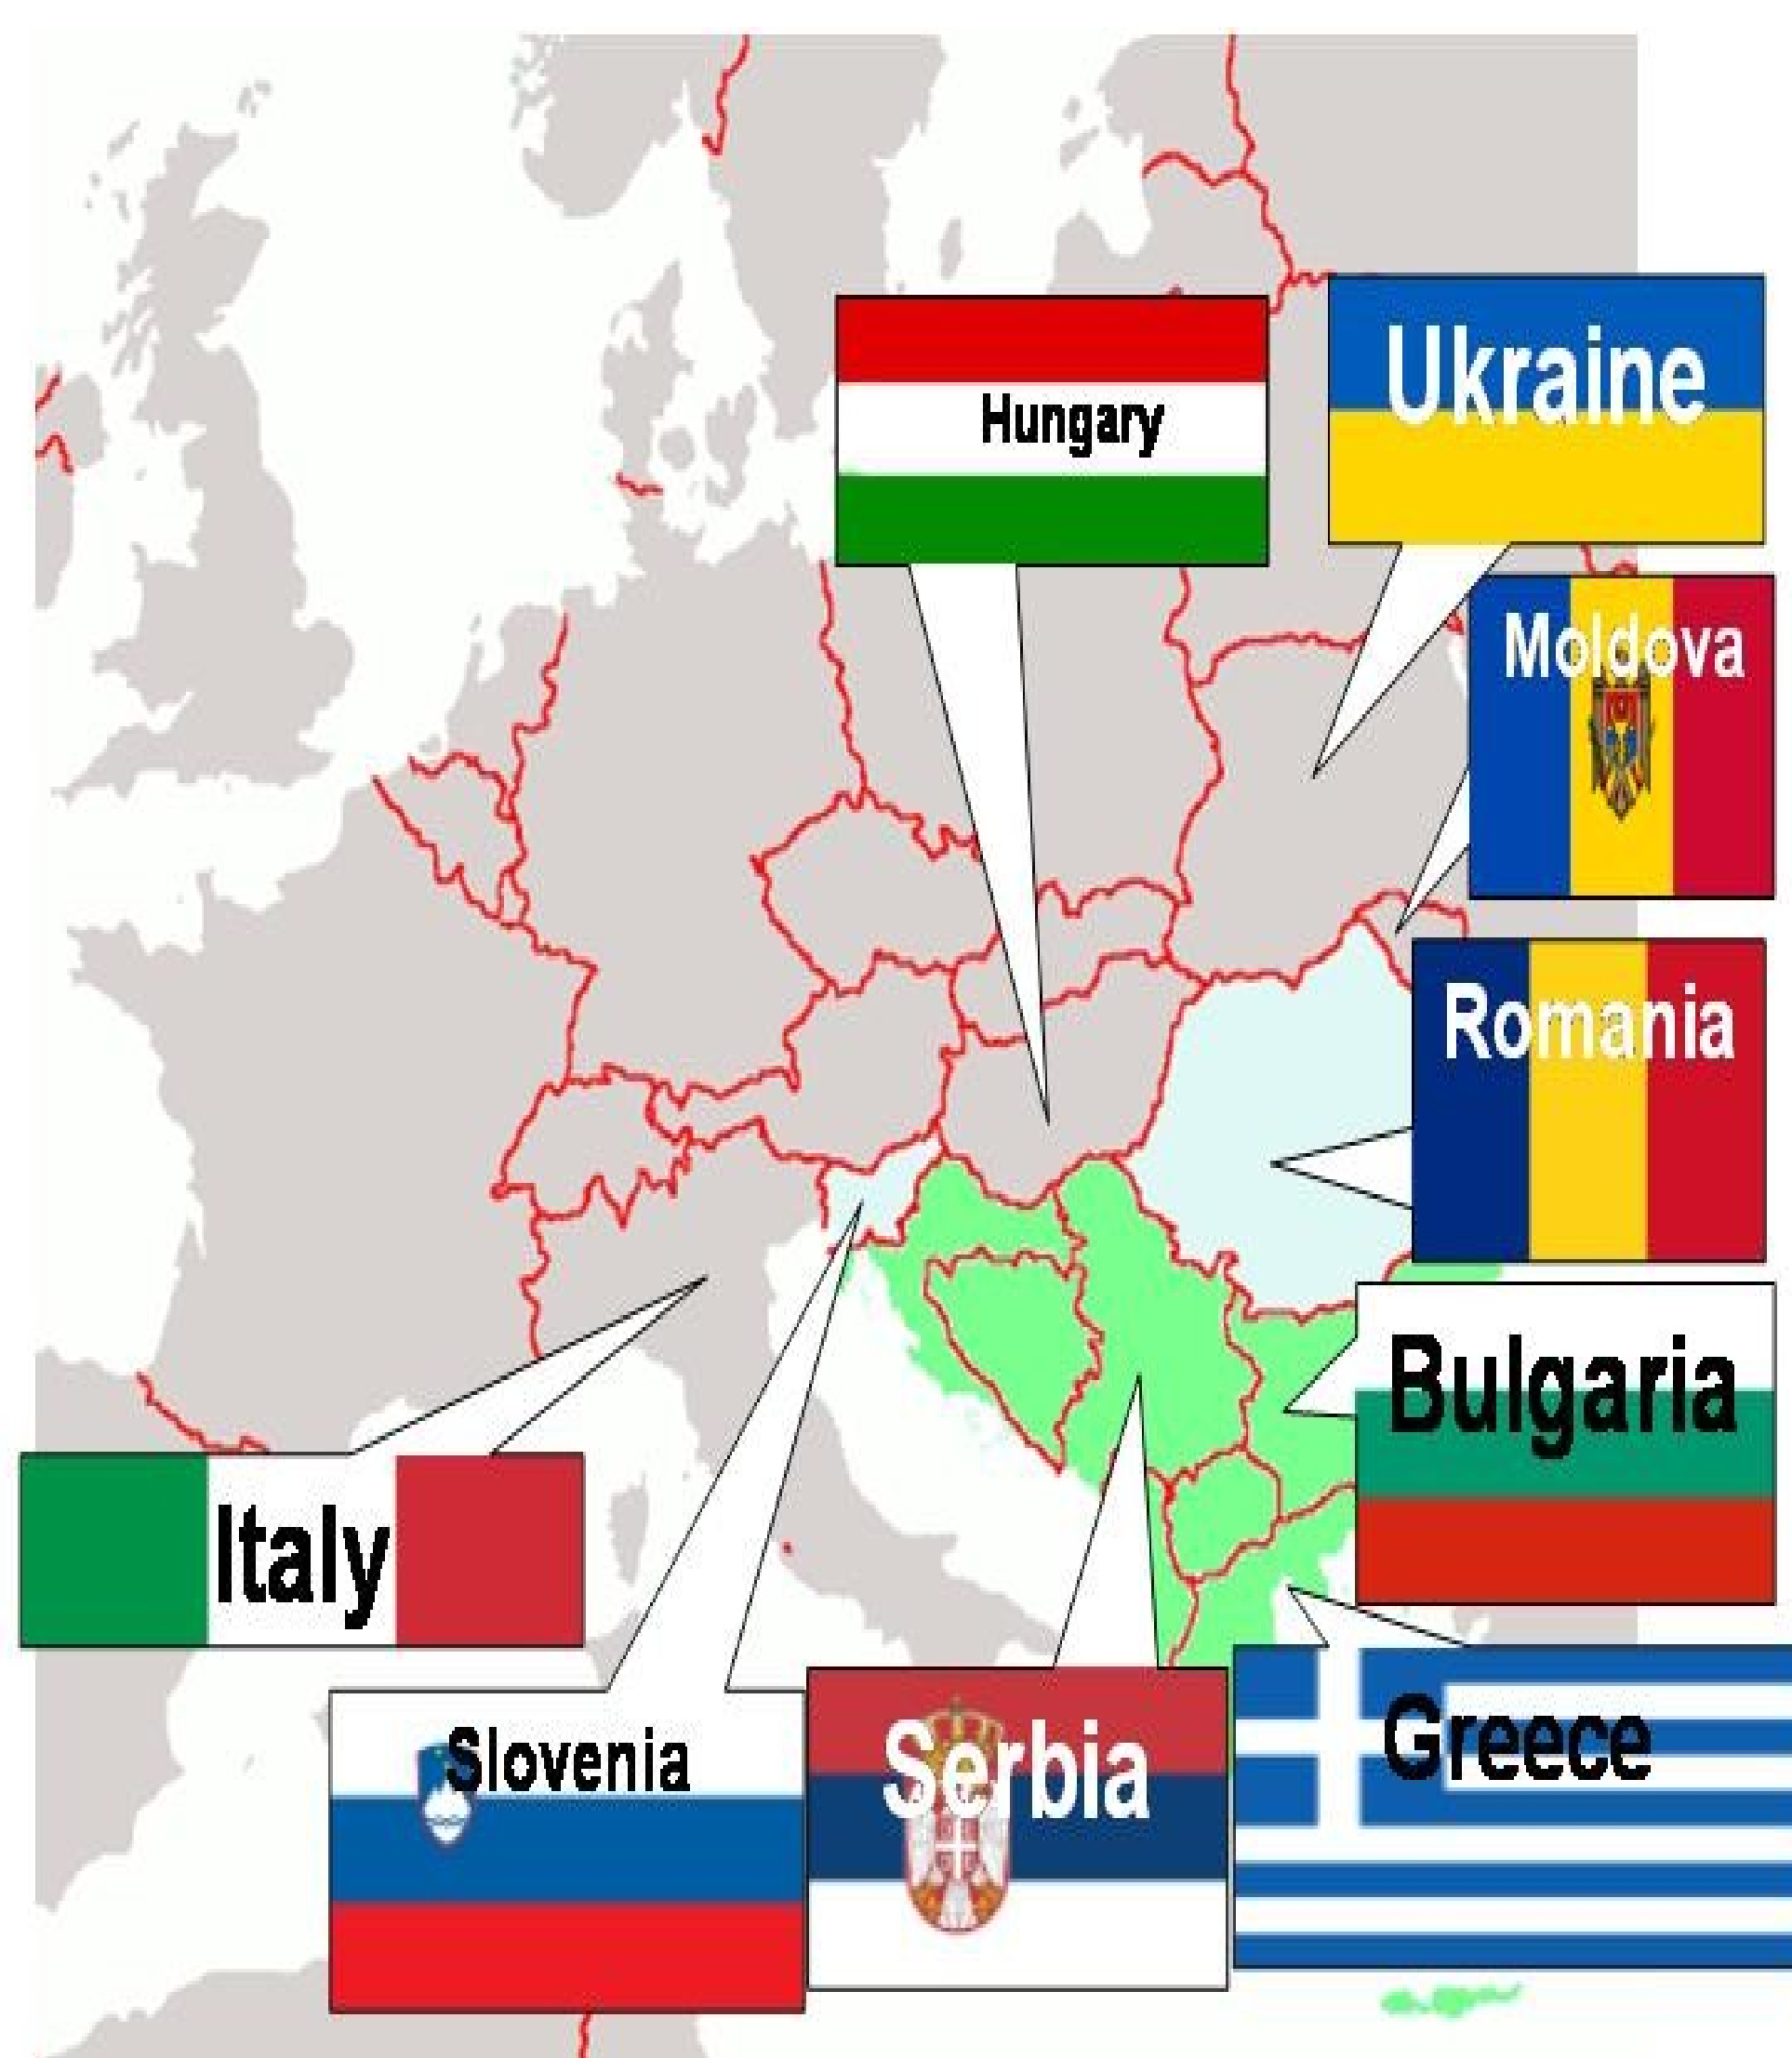 Ukraine
Hungary
Moldova
Romania
Bulgaria
Italy
Slovenia
Serbia
Greece